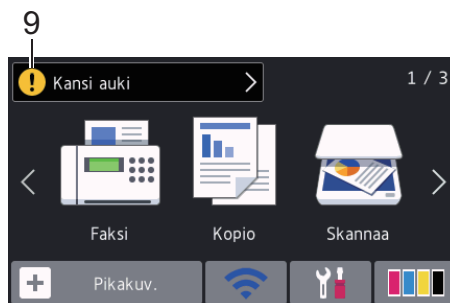 9
Kansi auki
1 / 3
Faksi Kopio Skannaa
Pikakuv.